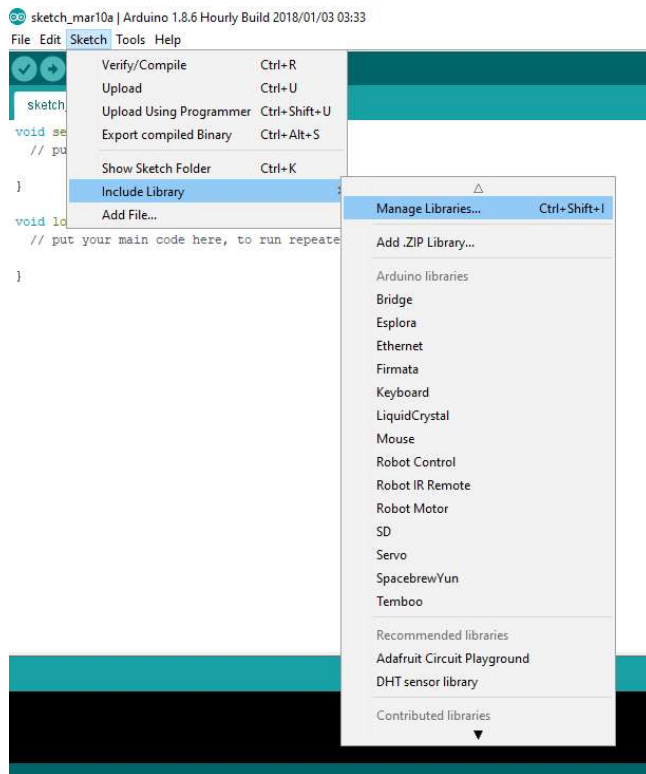 sketch_mar10a | Arduino 1.8.6 Hourly Build 2018/01/03 03:33
File Edit Sketch Tools Help
Verify/Compile Ctrl+R
Upload Ctrl+U
Upload Using Programmer Ctrl+Shift+U
Export compiled Binary Ctrl+Alt+S
Show Sketch Folder Ctrl+K
Include Library
Add File...
sketch_
void se
// pu
}
void lo
// put your main code here, to run repeate
}
Manage Libraries... Ctrl+Shift+I
Add .ZIP Library...
Arduino libraries
Bridge
Esplora
Ethernet
Firmata
Keyboard
LiquidCrystal
Mouse
Robot Control
Robot IR Remote
Robot Motor
SD
Servo
SpacebrewYun
Temboo
Recommended libraries
Adafruit Circuit Playground
DHT sensor library
Contributed libraries